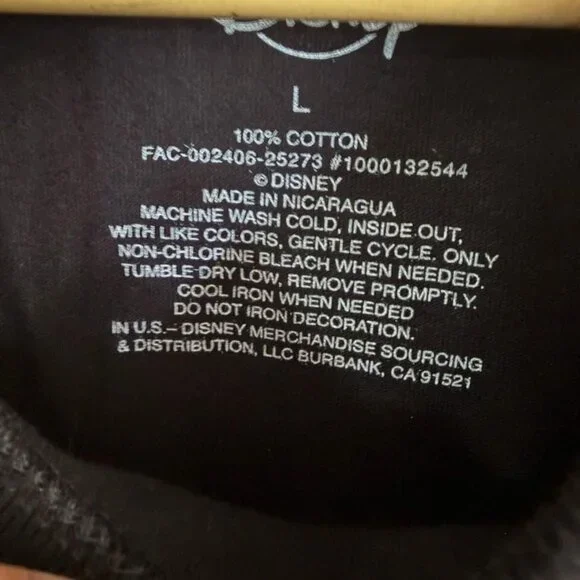 Disney
L
100% COTTON
FAC-002406-25273 #1000132544
© DISNEY
MADE IN NICARAGUA
MACHINE WASH COLD, INSIDE OUT,
WITH LIKE COLORS, GENTLE CYCLE. ONLY
NON-CHLORINE BLEACH WHEN NEEDED.
TUMBLE DRY LOW, REMOVE PROMPTLY.
COOL IRON WHEN NEEDED
DO NOT IRON DECORATION.
IN U.S.– DISNEY MERCHANDISE SOURCING
& DISTRIBUTION, LLC BURBANK, CA 91521